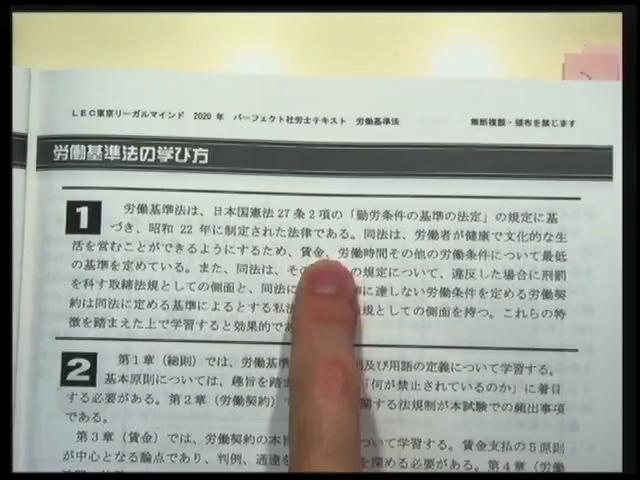 LEC東京リーガルマインド 2020年 パーフェクト社労士テキスト 労働基準法 無断複製・頒布を禁じます
労働基準法の学び方
1 労働基準法は、日本国憲法27条2項の「勤労条件の基準の法定」の規定に基
づき、昭和22年に制定された法律である。同法は、労働者が健康で文化的な生
活を営むことができるようにするため、賃金、労働時間その他の労働条件について最低
の基準を定めている。また、同法は、その の規定について、違反した場合に刑罰
を科す取締法規としての側面と、同法に に達しない労働条件を定める労働契
約は同法に定める基準によるとする私法 規としての側面を持つ。これらの特
徴を踏まえた上で学習すると効果的で
2 第1章（総則）では、労働基準 及び用語の定義について学習する。
基本原則については、趣旨を踏ま 「何が禁止されているのか」に着目
する必要がある。第2章（労働契約）で 関する法規制が本試験での頻出事項
である。
第3章（賃金）では、労働契約の本旨 ついて学習する。賃金支払の5原則
が中心となる論点であり、判例、通達を を深める必要がある。第4章（労働